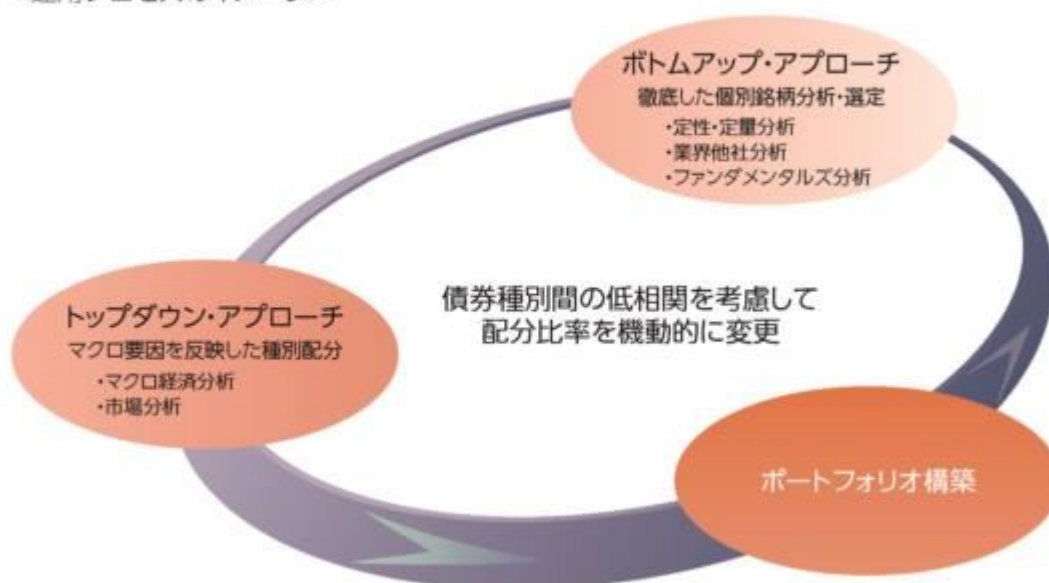 ボトムアップ・アプローチ
徹底した個別銘柄分析・選定
・定性・定量分析
・業界他社分析
・ファンダメンタルズ分析
トップダウン・アプローチ
マクロ要因を反映した種別配分
・マクロ経済分析
・市場分析
債券種別間の低相関を考慮して
配分比率を機動的に変更
ポートフォリオ構築